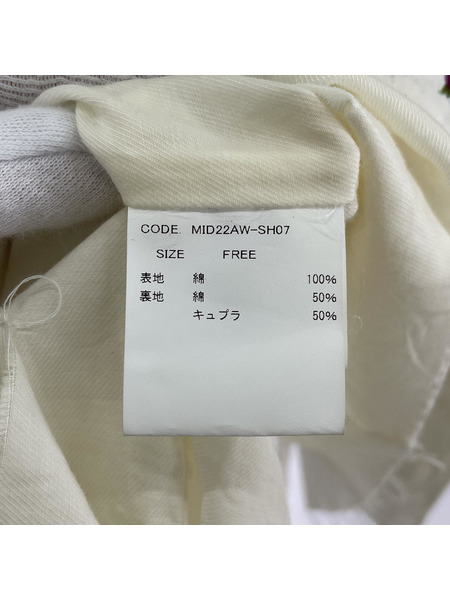 CODE. MID22AW-SH07
SIZE FREE
表地 綿 100%
裏地 綿 50%
キュプラ 50%